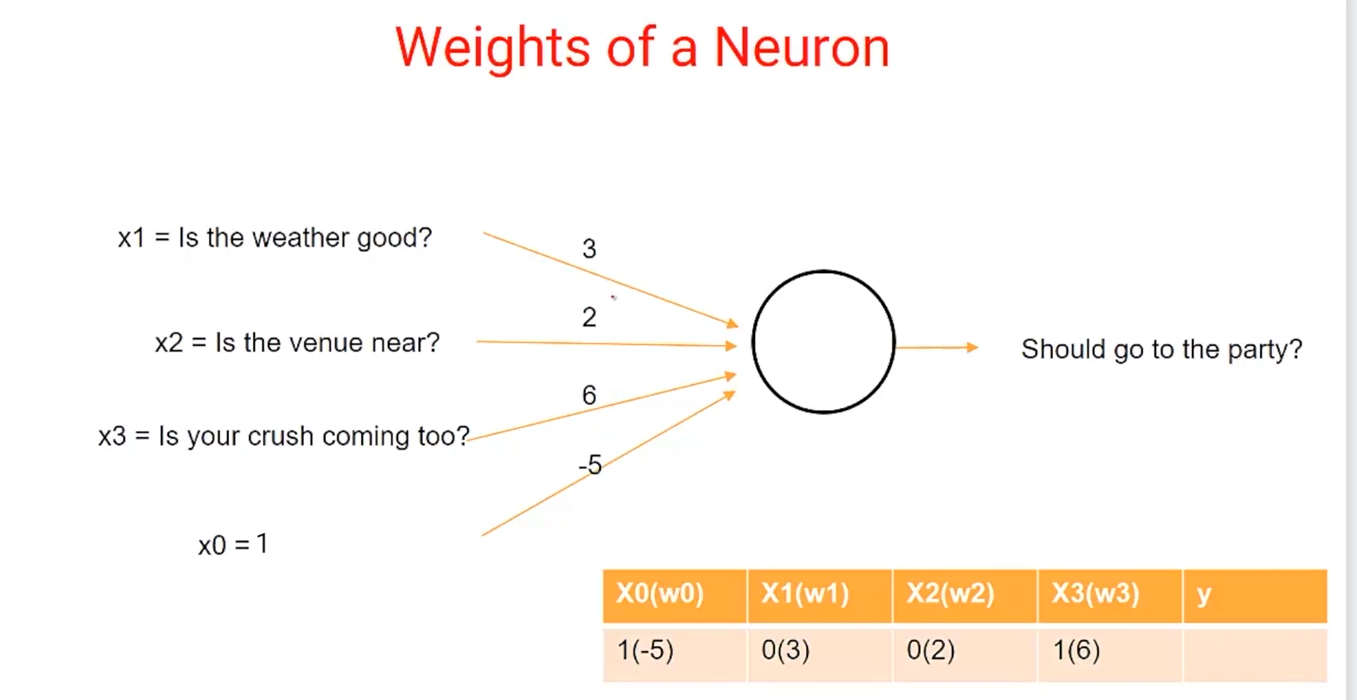 Weights of a Neuron
x1 = Is the weather good?
3
2
x2 = Is the venue near?
Should go to the party?
6
x3 = Is your crush coming too?
-5
x0 = 1
X0(w0) X1(w1) X2(w2) X3(w3) y
1(-5) 0(3) 0(2) 1(6)